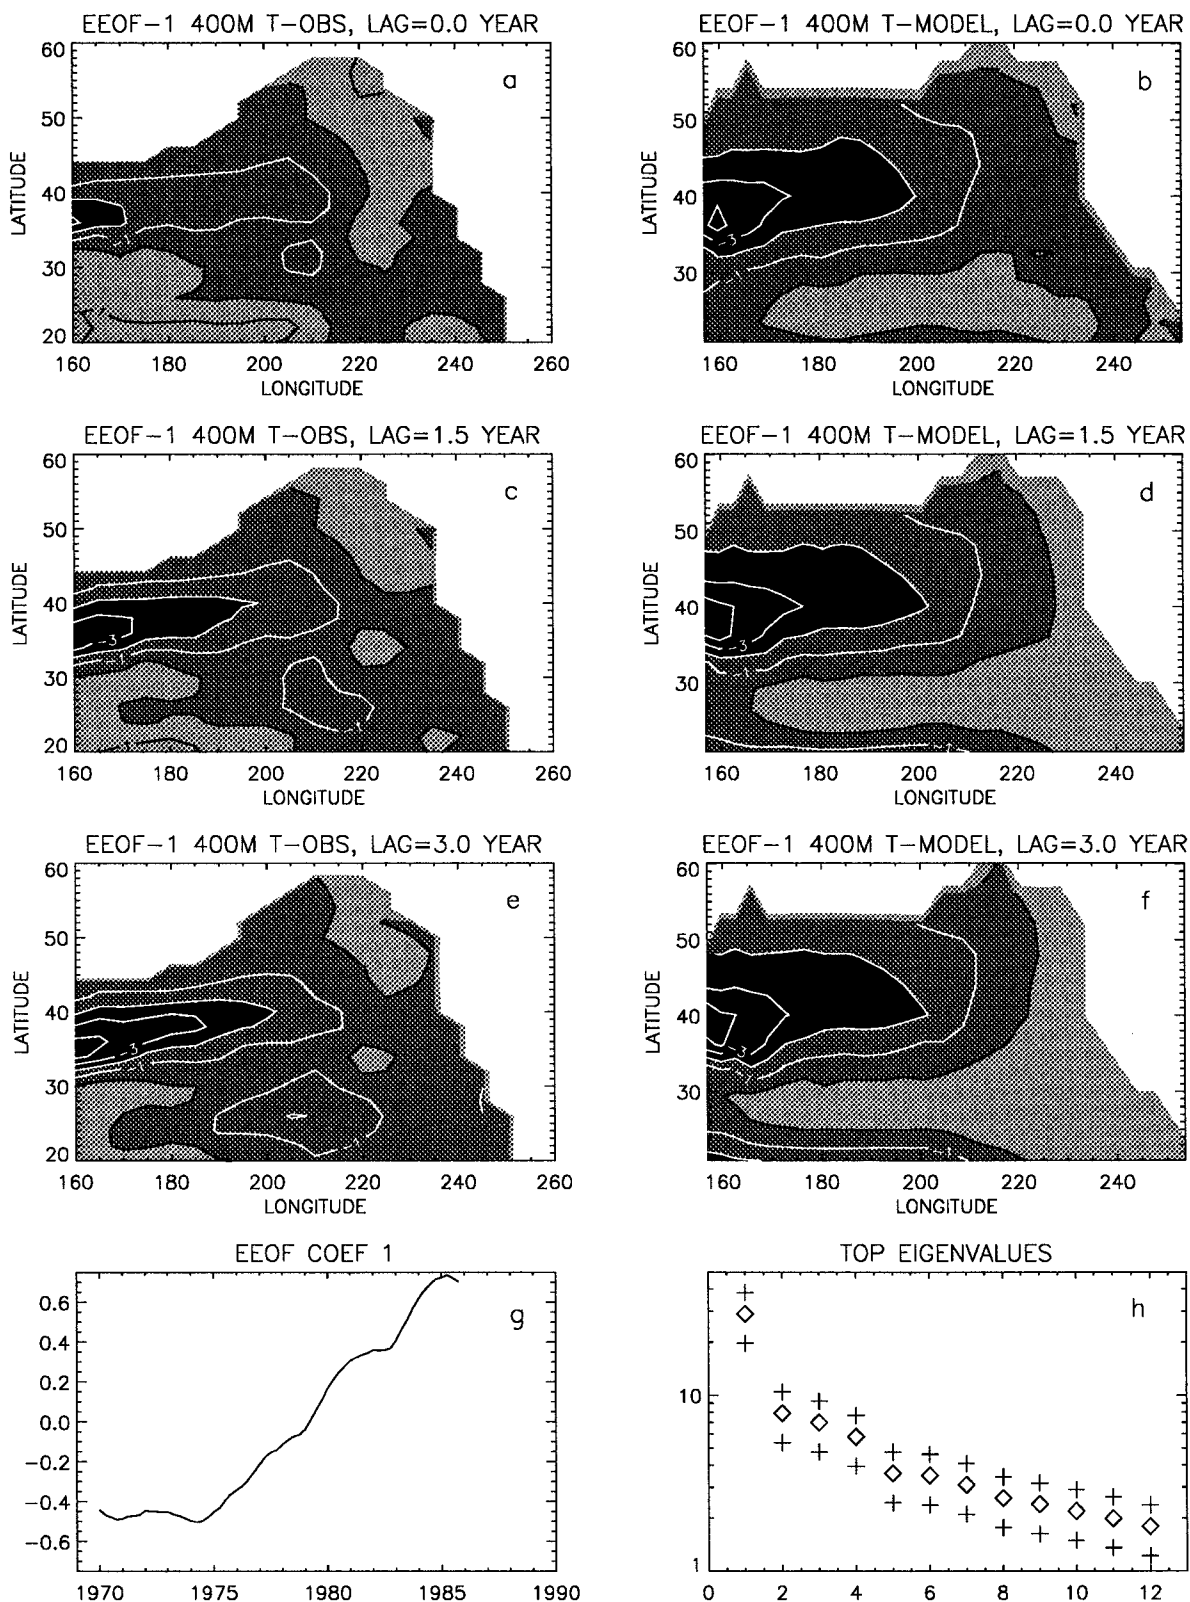 EEOF-1 400M T-OBS, LAG=0.0 YEAR
a
60
50
40
30
20
LATITUDE
-3
160 180 200 220 240 260
LONGITUDE
EEOF-1 400M T-MODEL, LAG=0.0 YEAR
b
60
50
40
30
LATITUDE
-3
160 180 200 220 240
LONGITUDE
EEOF-1 400M T-OBS, LAG=1.5 YEAR
c
60
50
40
30
20
LATITUDE
-3
-1
160 180 200 220 240 260
LONGITUDE
EEOF-1 400M T-MODEL, LAG=1.5 YEAR
d
60
50
40
30
LATITUDE
-3
160 180 200 220 240
LONGITUDE
EEOF-1 400M T-OBS, LAG=3.0 YEAR
e
60
50
40
30
20
LATITUDE
-3
160 180 200 220 240 260
LONGITUDE
EEOF-1 400M T-MODEL, LAG=3.0 YEAR
f
60
50
40
30
LATITUDE
-3
-1
160 180 200 220 240
LONGITUDE
EEOF COEF 1
g
0.6
0.4
0.2
0.0
-0.2
-0.4
-0.6
1970 1975 1980 1985 1990
TOP EIGENVALUES
h
10
1
0 2 4 6 8 10 12